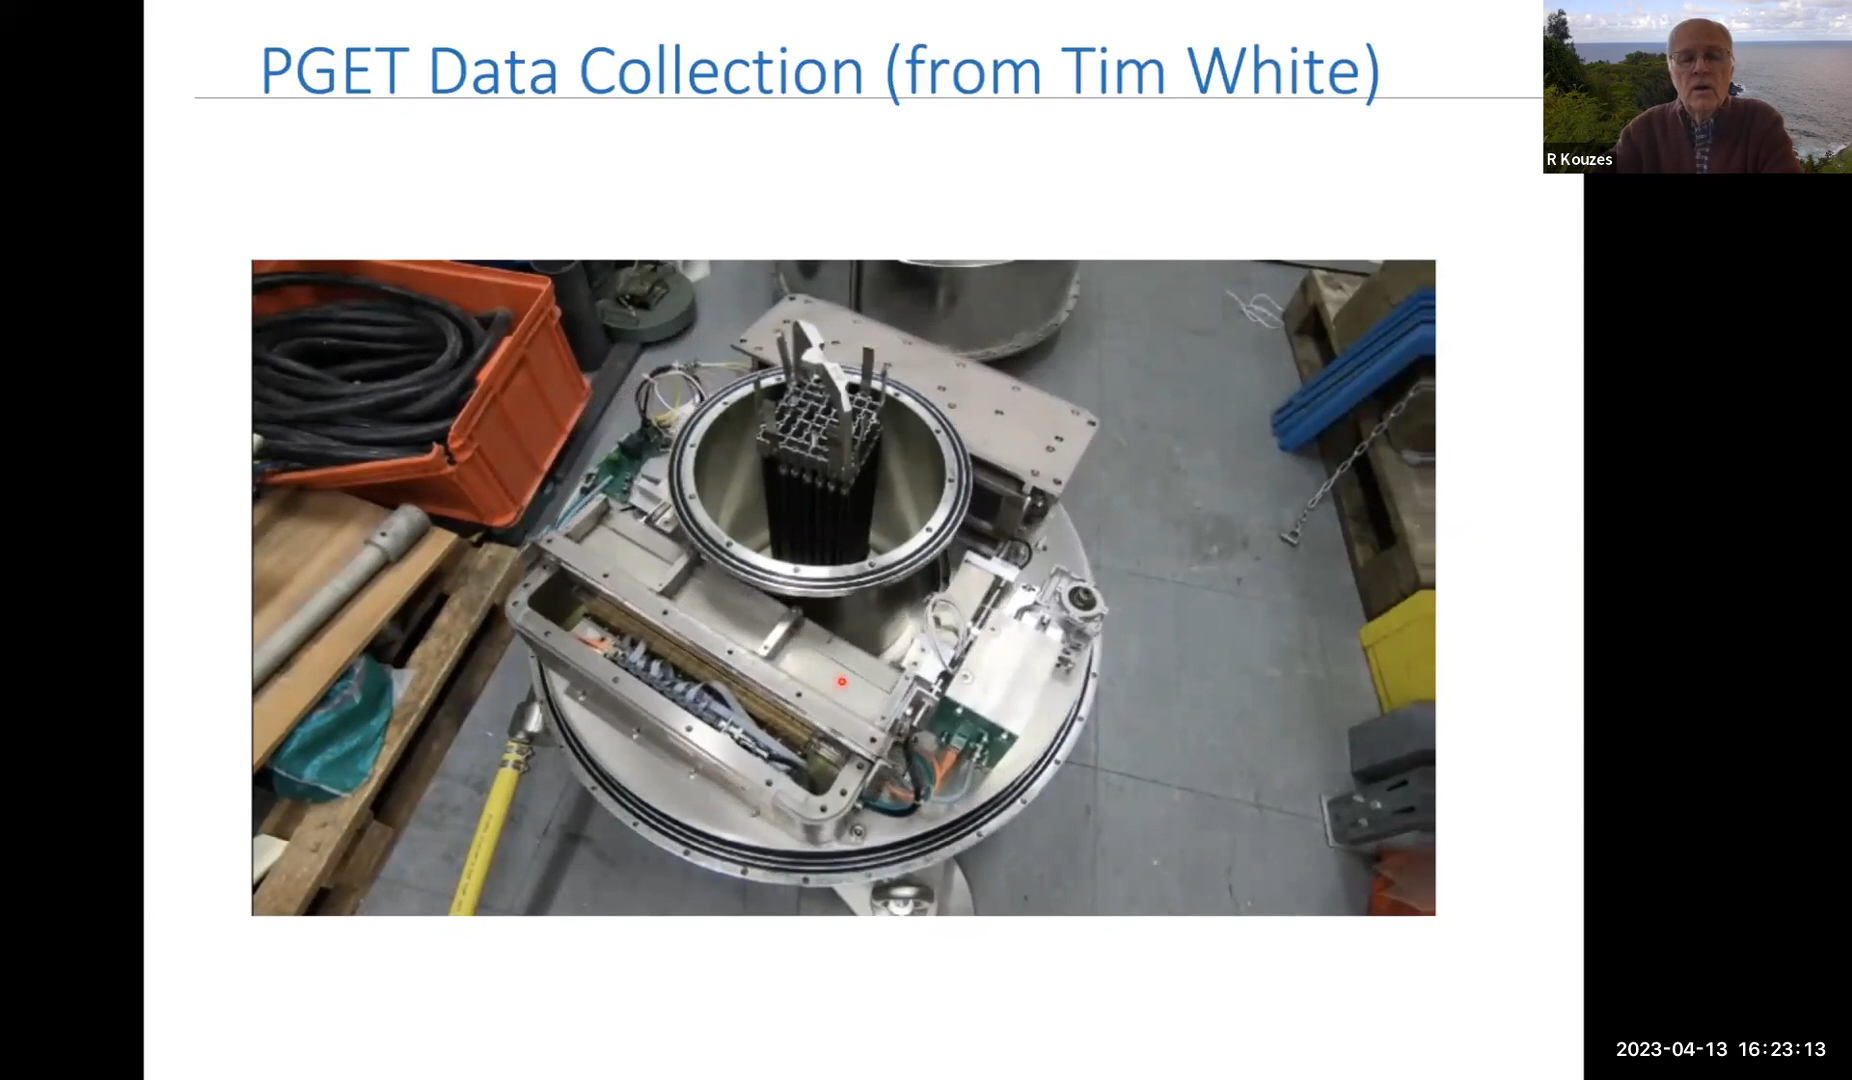 PGET Data Collection (from Tim White)
R Kouzes
2023-04-13 16:23:13